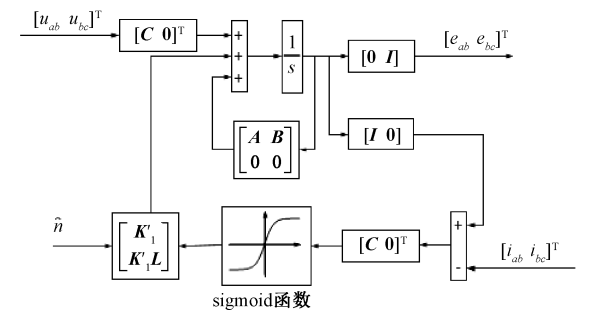 [u_ab u_bc]^T
[C 0]^T
+
+
+
1
s
[0 I]
[e_ab e_bc]^T
A B
0 0
[I 0]
n̂
K'_1
K'_1L
sigmoid函数
[C 0]^T
+
-
[i_ab i_bc]^T